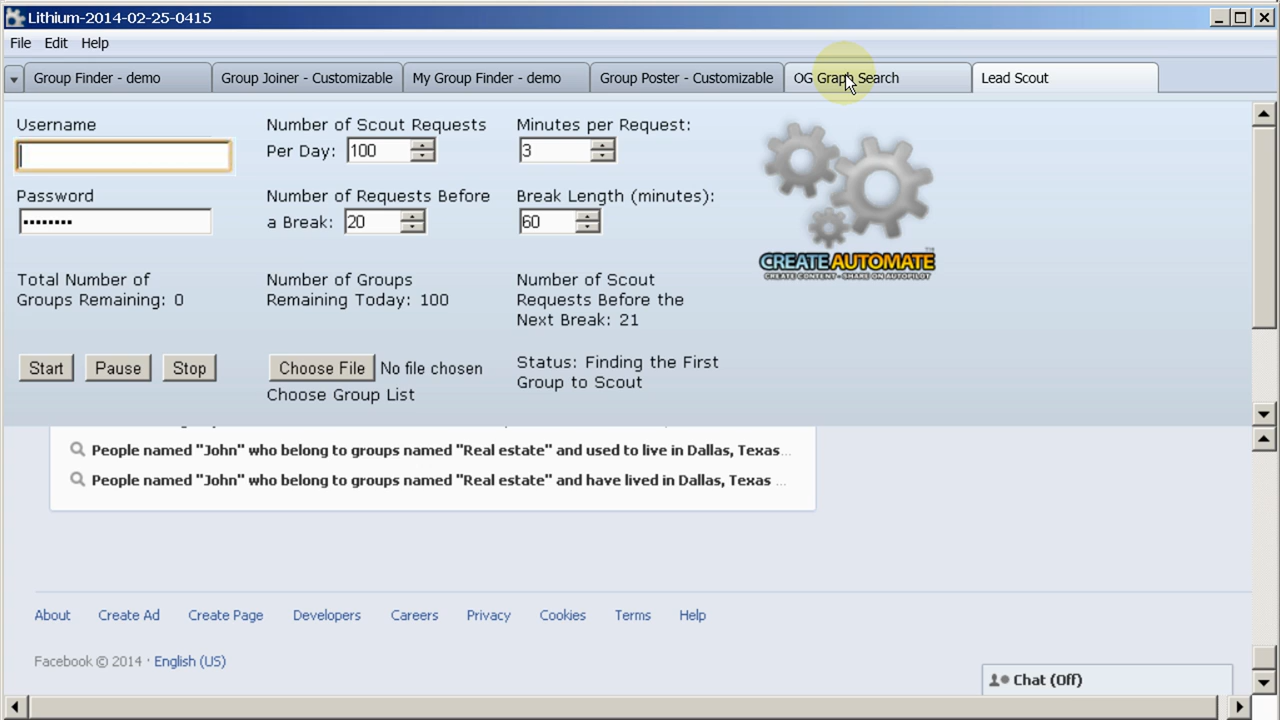 Lithium-2014-02-25-0415
File Edit Help
Group Finder - demo Group Joiner - Customizable My Group Finder - demo Group Poster - Customizable OG Graph Search Lead Scout
Username
Password
••••••••
Number of Scout Requests
Per Day: 100
Minutes per Request:
3
Number of Requests Before
a Break: 20
Break Length (minutes):
60
CREATEAUTOMATE
CREATE CONTENT - SHARE ON AUTOPILOT
Total Number of
Groups Remaining: 0
Number of Groups
Remaining Today: 100
Number of Scout
Requests Before the
Next Break: 21
Start Pause Stop
Choose File No file chosen
Choose Group List
Status: Finding the First
Group to Scout
People named "John" who belong to groups named "Real estate" and used to live in Dallas, Texas...
People named "John" who belong to groups named "Real estate" and have lived in Dallas, Texas ...
About Create Ad Create Page Developers Careers Privacy Cookies Terms Help
Facebook © 2014 · English (US)
Chat (Off)